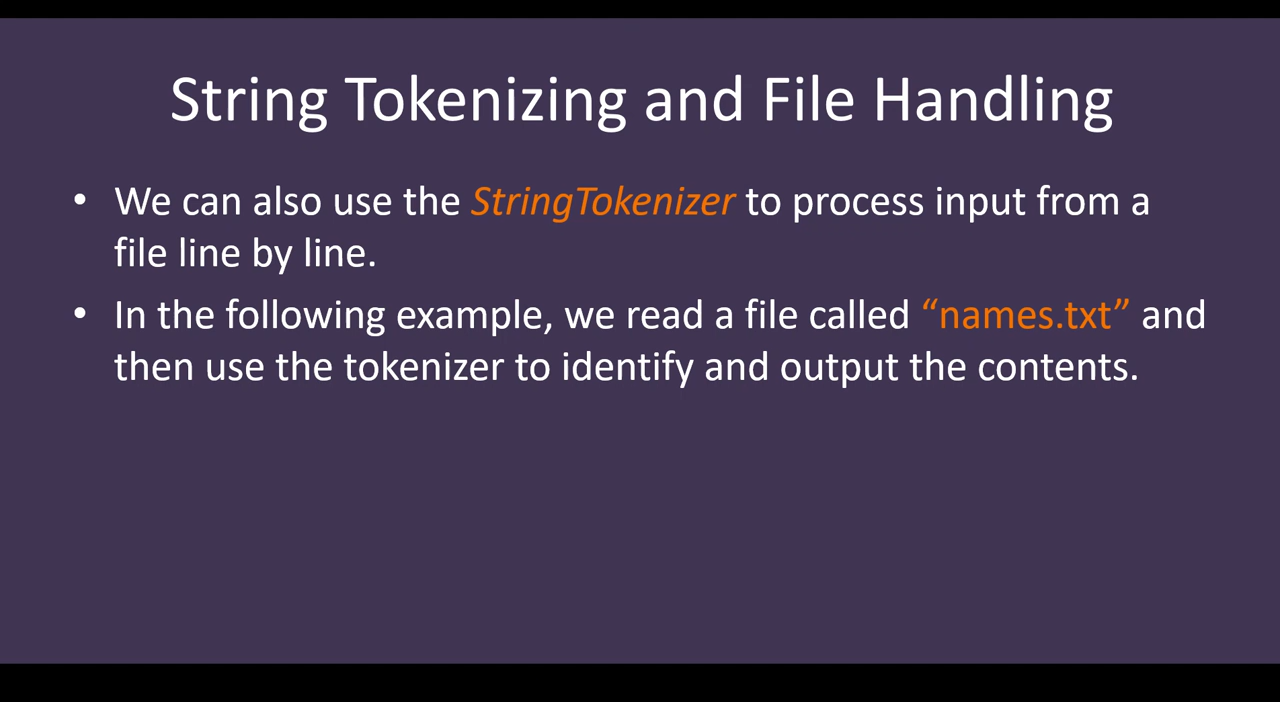 String Tokenizing and File Handling
• We can also use the StringTokenizer to process input from a
file line by line.
• In the following example, we read a file called “names.txt” and
then use the tokenizer to identify and output the contents.